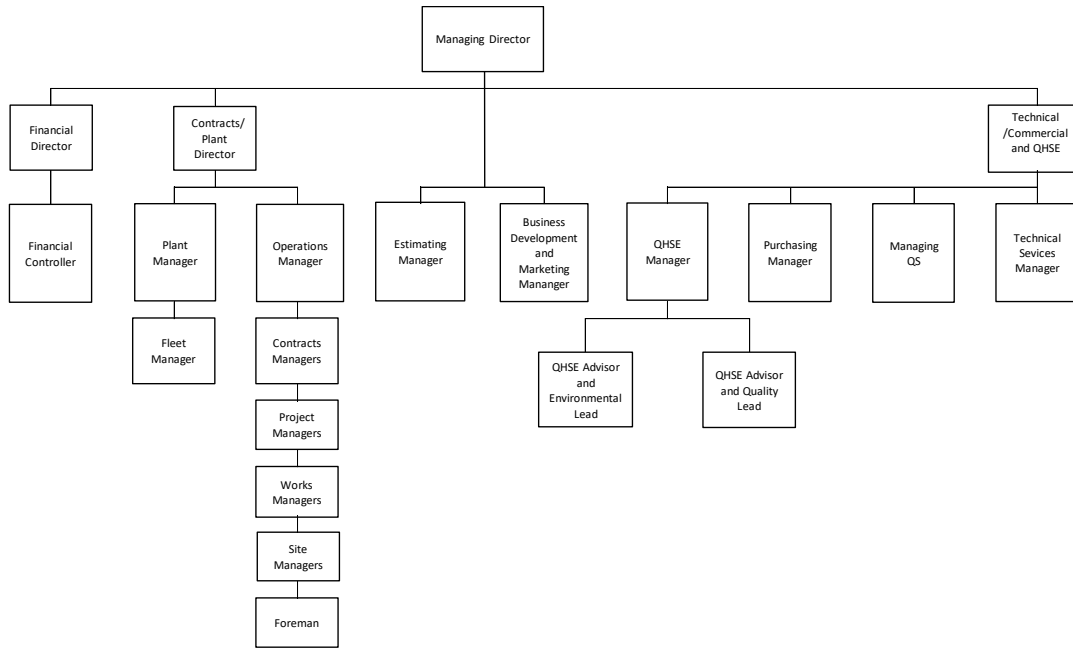 Managing Director
Financial
Director
Contracts/
Plant
Director
Technical
/Commercial
and QHSE
Financial
Controller
Plant
Manager
Operations
Manager
Estimating
Manager
Business
Development
and
Marketing
Mananger
QHSE
Manager
Purchasing
Manager
Managing
QS
Technical
Sevices
Manager
Fleet
Manager
Contracts
Managers
QHSE Advisor
and
Environmental
Lead
QHSE Advisor
and Quality
Lead
Project
Managers
Works
Managers
Site
Managers
Foreman